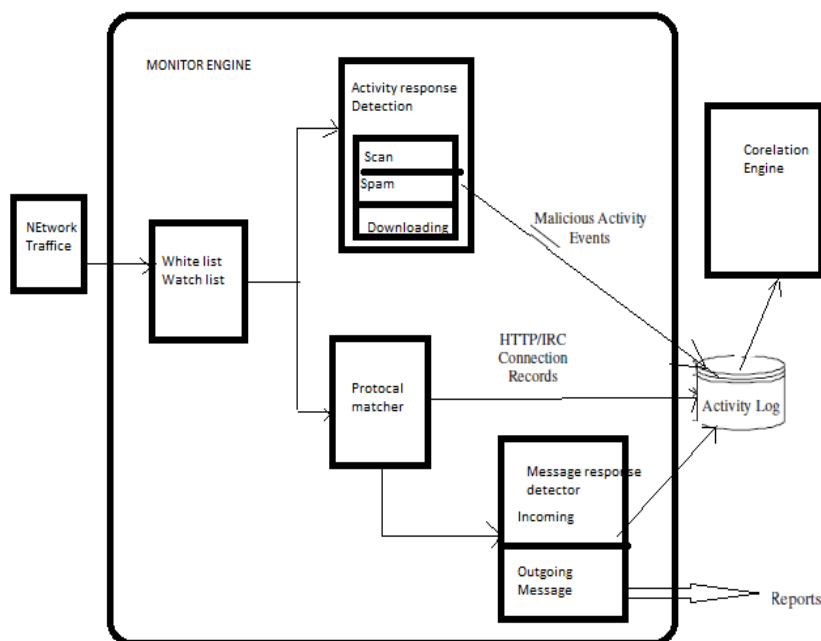 MONITOR ENGINE
Activity response
Detection
Scan
Spam
Downloading
Corelation
Engine
NEtwork
Traffice
White list
Watch list
Malicious Activity
Events
HTTP/IRC
Connection
Records
Protocal
matcher
Activity Log
Message response
detector
Incoming
Outgoing
Message
Reports